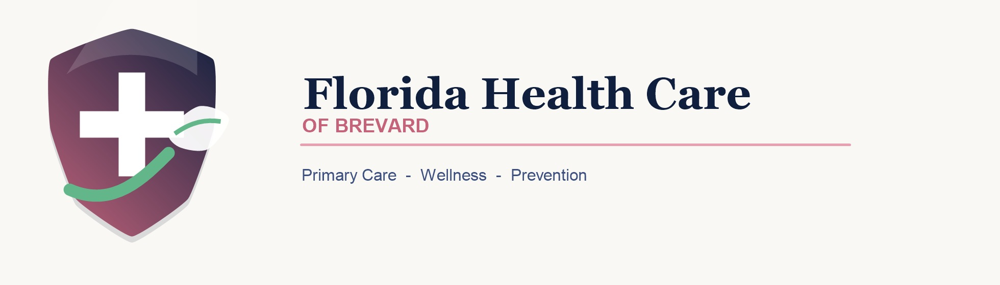 Florida Health Care
OF BREVARD
Primary Care - Wellness - Prevention